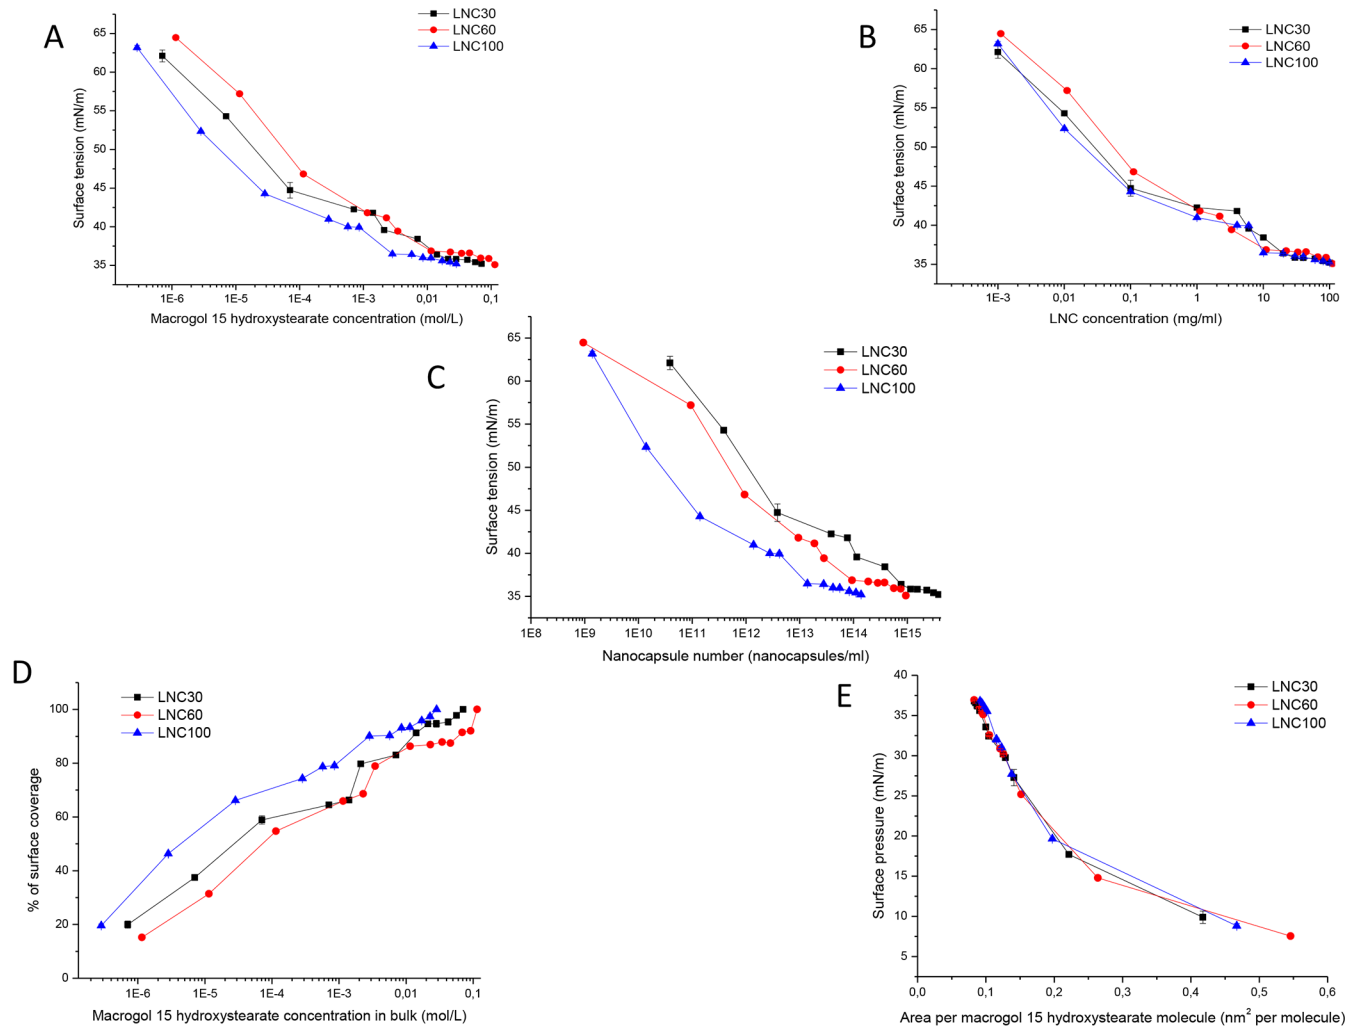 A
LNC30
LNC60
LNC100
65
60
55
50
45
40
35
Surface tension (mN/m)
1E-6 1E-5 1E-4 1E-3 0,01 0,1
Macrogol 15 hydroxystearate concentration (mol/L)
B
LNC30
LNC60
LNC100
65
60
55
50
45
40
35
Surface tension (mN/m)
1E-3 0,01 0,1 1 10 100
LNC concentration (mg/ml)
C
LNC30
LNC60
LNC100
65
60
55
50
45
40
35
Surface tension (mN/m)
1E8 1E9 1E10 1E11 1E12 1E13 1E14 1E15
Nanocapsule number (nanocapsules/ml)
D
LNC30
LNC60
LNC100
100
80
60
40
20
0
% of surface coverage
1E-6 1E-5 1E-4 1E-3 0,01 0,1
Macrogol 15 hydroxystearate concentration in bulk (mol/L)
E
LNC30
LNC60
LNC100
40
35
30
25
20
15
10
5
Surface pressure (mN/m)
0,0 0,1 0,2 0,3 0,4 0,5 0,6
Area per macrogol 15 hydroxystearate molecule (nm² per molecule)